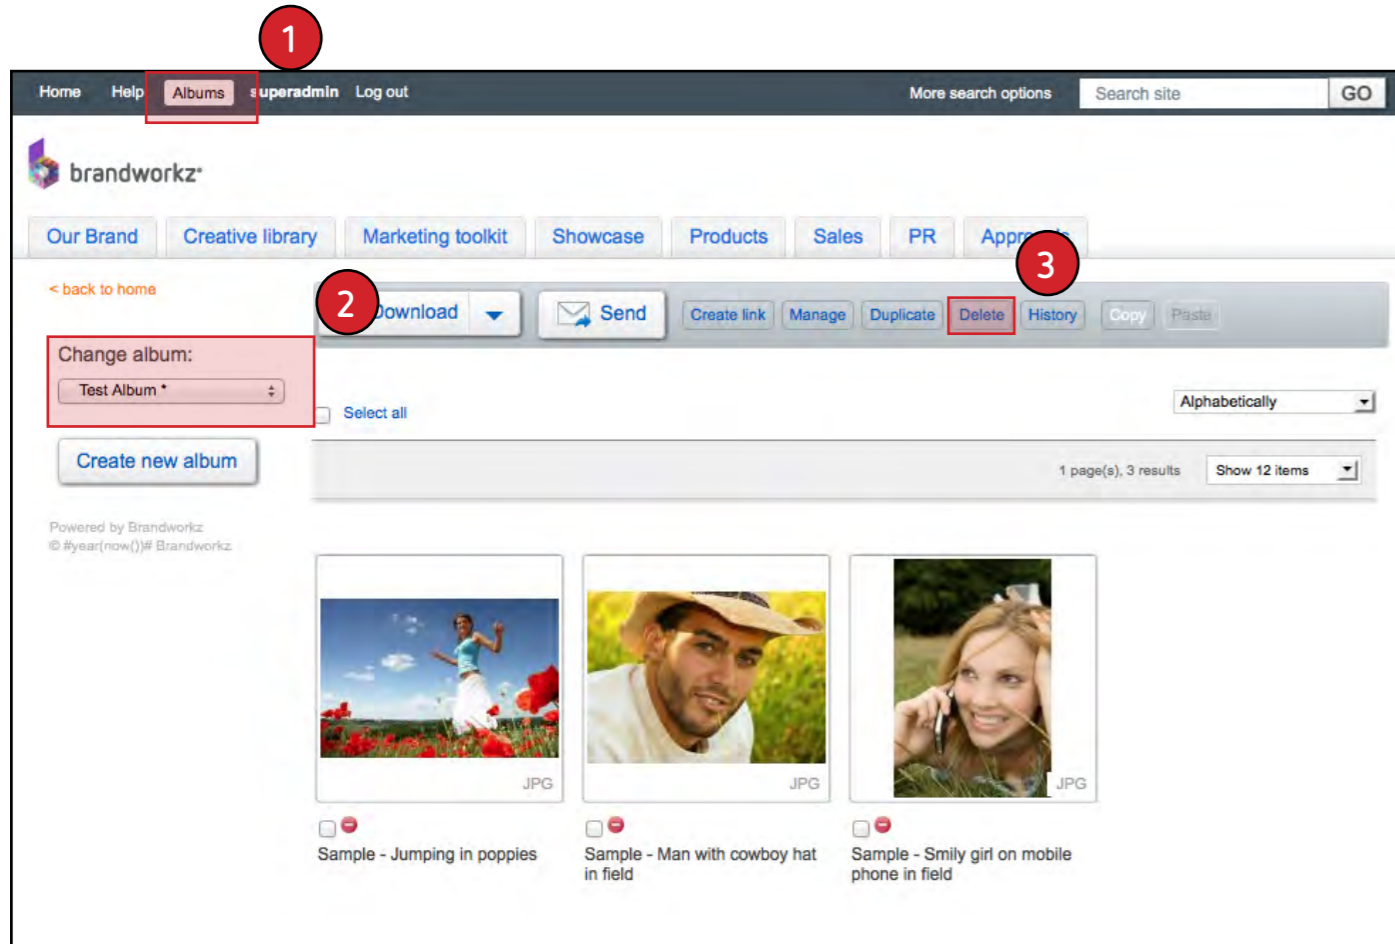 1
Home Help Albums superadmin Log out More search options Search site GO
brandworkz
Our Brand Creative library Marketing toolkit Showcase Products Sales PR Approvals
3
< back to home
2
Download Send Create link Manage Duplicate Delete History Copy Paste
Change album:
Test Album *
Alphabetically
Select all
Create new album
1 page(s), 3 results Show 12 items
Powered by Brandworkz
© #year(now())# Brandworkz
JPG JPG JPG
Sample - Jumping in poppies
Sample - Man with cowboy hat
in field
Sample - Smily girl on mobile
phone in field